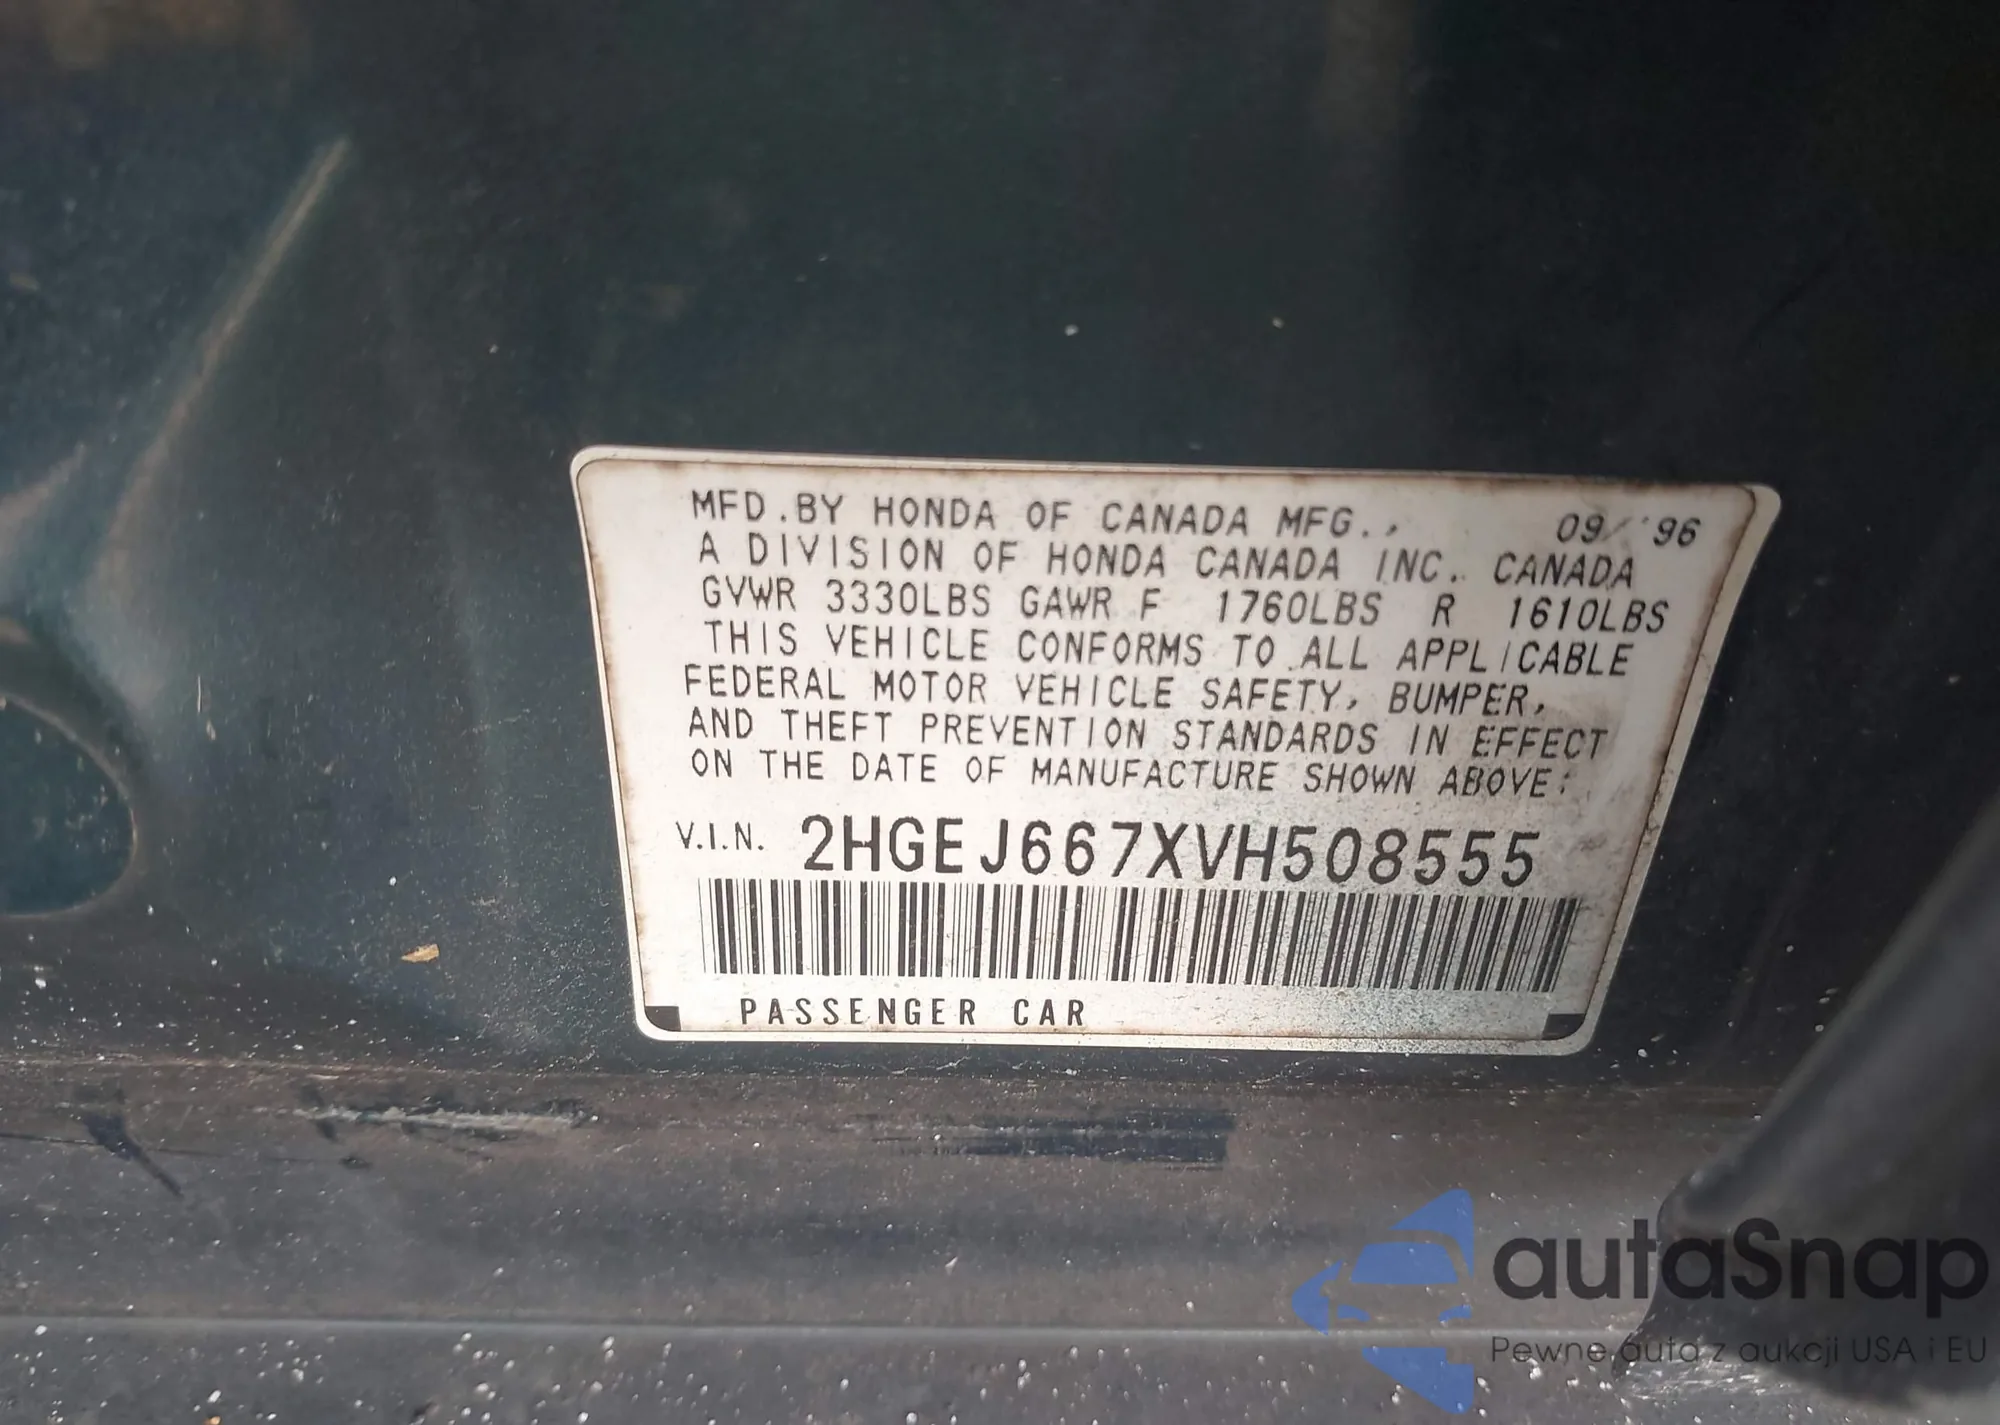 MFD.BY HONDA OF CANADA MFG., 09/'96
A DIVISION OF HONDA CANADA INC. CANADA
GVWR 3330LBS GAWR F 1760LBS R 1610LBS
THIS VEHICLE CONFORMS TO ALL APPLICABLE
FEDERAL MOTOR VEHICLE SAFETY, BUMPER,
AND THEFT PREVENTION STANDARDS IN EFFECT
ON THE DATE OF MANUFACTURE SHOWN ABOVE:
V.I.N. 2HGEJ667XVH508555
PASSENGER CAR
autaSnap
Pewne auta z aukcji USA i EU